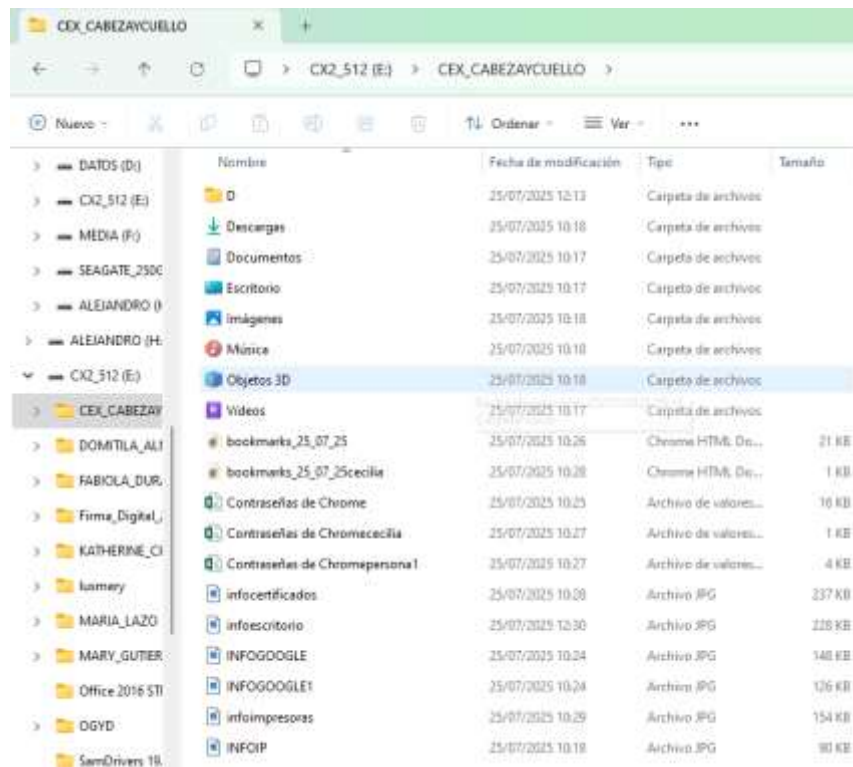 CEX_CABEZAYCUELLO
CX2_512 (E:) > CEX_CABEZAYCUELLO >
Nuevo Ordenar Ver ...
Nombre Fecha de modificación Tipo Tamaño
DATOS (D:)
CX2_512 (E:)
MEDIA (F:)
SEAGATE_250G
ALEJANDRO (H
ALEJANDRO (H:
CX2_512 (E:)
CEX_CABEZAY
DOMITILA_AL
FABIOLA_DUR
Firma_Digital_
KATHERINE_C
luxmery
MARIA_LAZO
MARY_GUTIER
Office 2016 ST
OGYD
SamDrivers 19.
D 25/07/2025 12:13 Carpeta de archivos
Descargas 25/07/2025 10:18 Carpeta de archivos
Documentos 25/07/2025 10:17 Carpeta de archivos
Escritorio 25/07/2025 10:17 Carpeta de archivos
Imágenes 25/07/2025 10:18 Carpeta de archivos
Música 25/07/2025 10:18 Carpeta de archivos
Objetos 3D 25/07/2025 10:18 Carpeta de archivos
Videos 25/07/2025 10:17 Carpeta de archivos
bookmarks_25_07_25 25/07/2025 10:26 Chrome HTML Do... 21 KB
bookmarks_25_07_25cecilia 25/07/2025 10:28 Chrome HTML Do... 1 KB
Contraseñas de Chrome 25/07/2025 10:25 Archivo de valores... 16 KB
Contraseñas de Chromececilia 25/07/2025 10:27 Archivo de valores... 1 KB
Contraseñas de Chromepersona1 25/07/2025 10:27 Archivo de valores... 4 KB
infocertificados 25/07/2025 10:28 Archivo JPG 237 KB
infoescritorio 25/07/2025 12:30 Archivo JPG 228 KB
INFOGOOGLE 25/07/2025 10:24 Archivo JPG 148 KB
INFOGOOGLE1 25/07/2025 10:24 Archivo JPG 126 KB
infoimpresoras 25/07/2025 10:29 Archivo JPG 154 KB
INFOIP 25/07/2025 10:18 Archivo JPG 90 KB